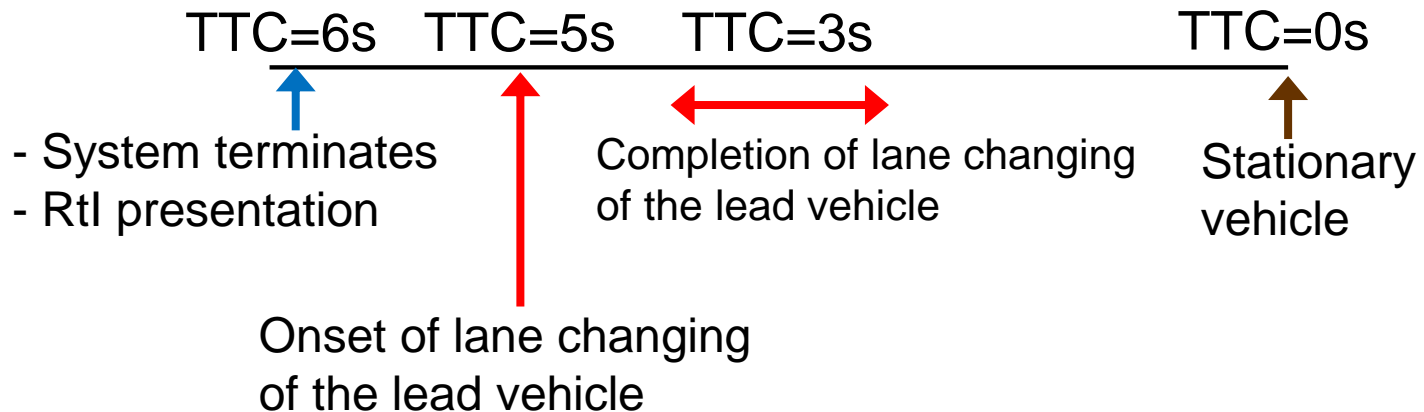 TTC=6s TTC=5s TTC=3s TTC=0s
- System terminates
- RtI presentation
Completion of lane changing
of the lead vehicle
Stationary
vehicle
Onset of lane changing
of the lead vehicle